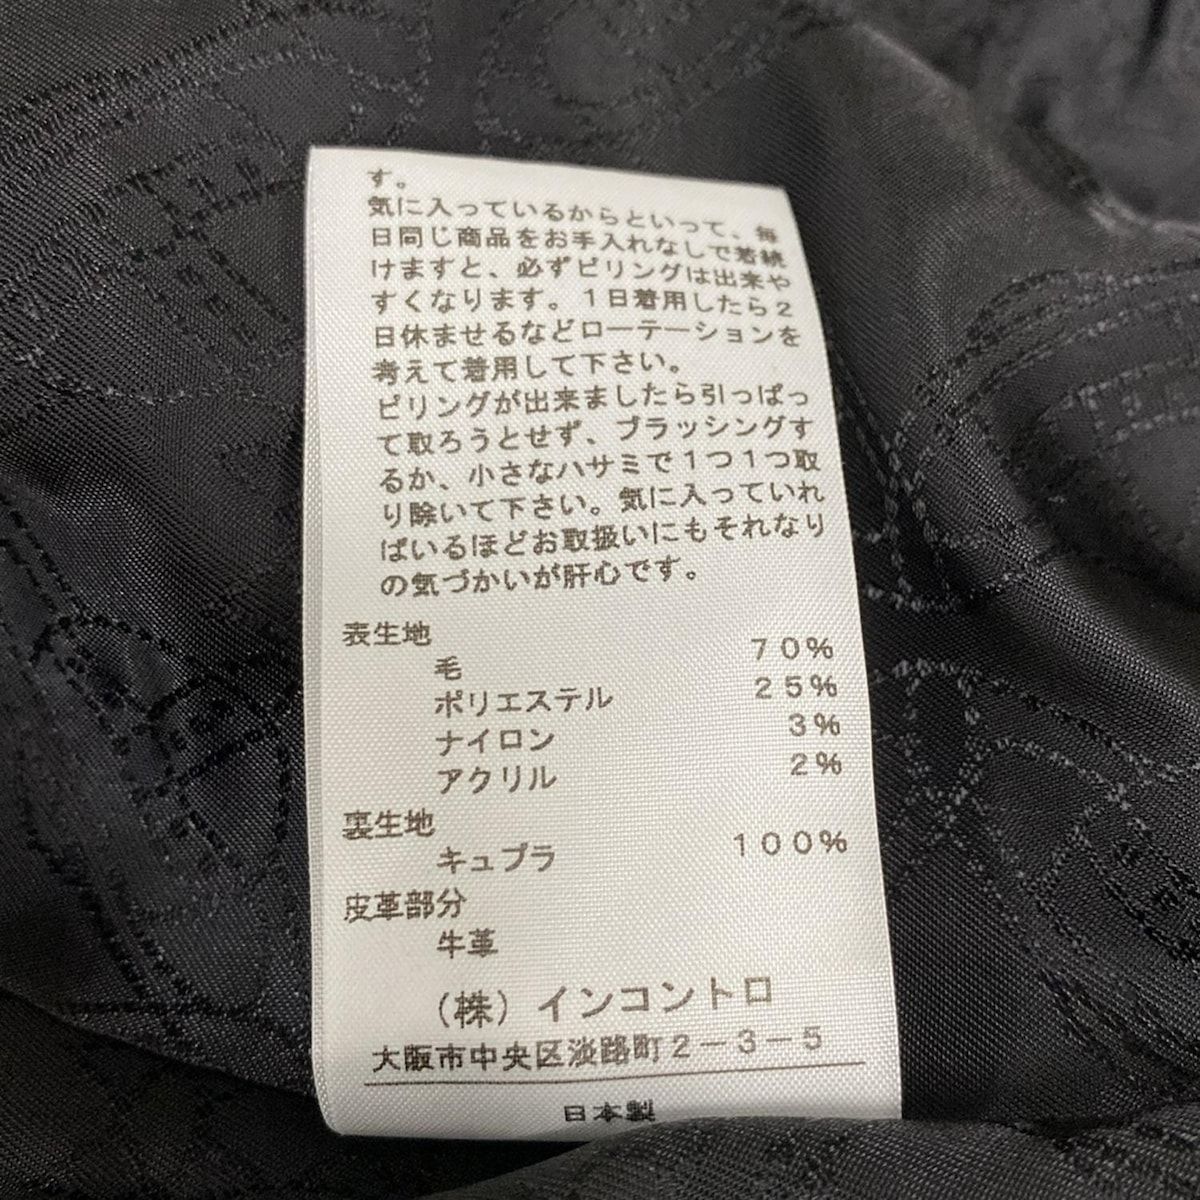 す。
気に入っているからといって、毎
日同じ商品をお手入れなしで着続
けますと、必ずピリングは出来や
すくなります。１日着用したら２
日休ませるなどローテーションを
考えて着用して下さい。
ピリングが出来ましたら引っぱっ
て取ろうとせず、ブラッシングす
るか、小さなハサミで１つ１つ取
り除いて下さい。気に入っていれ
ばいるほどお取扱いにもそれなり
の気づかいが肝心です。
表生地
毛 ７０％
ポリエステル ２５％
ナイロン ３％
アクリル ２％
裏生地
キュプラ １００％
皮革部分
牛革
（株）インコントロ
大阪市中央区淡路町２－３－５
日本製